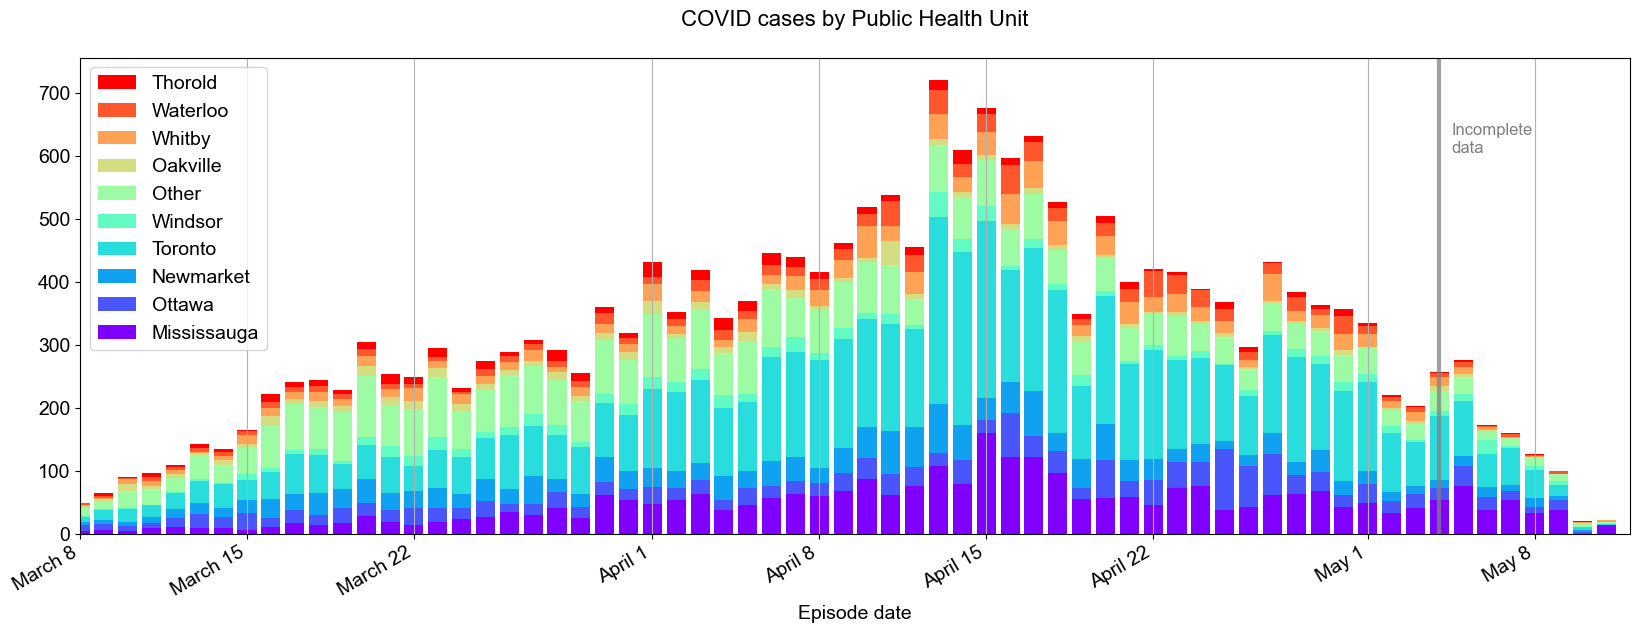 COVID cases by Public Health Unit
Thorold
Waterloo
Whitby
Oakville
Other
Windsor
Toronto
Newmarket
Ottawa
Mississauga
Incomplete
data
700
600
500
400
300
200
100
0
March 8
March 15
March 22
April 1
April 8
April 15
April 22
May 1
May 8
Episode date